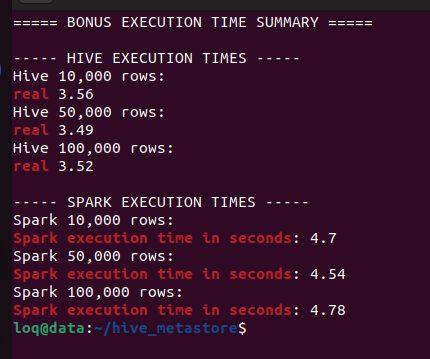 ===== BONUS EXECUTION TIME SUMMARY =====
----- HIVE EXECUTION TIMES -----
Hive 10,000 rows:
real 3.56
Hive 50,000 rows:
real 3.49
Hive 100,000 rows:
real 3.52
----- SPARK EXECUTION TIMES -----
Spark 10,000 rows:
Spark execution time in seconds: 4.7
Spark 50,000 rows:
Spark execution time in seconds: 4.54
Spark 100,000 rows:
Spark execution time in seconds: 4.78
loq@data:~/hive_metastore$